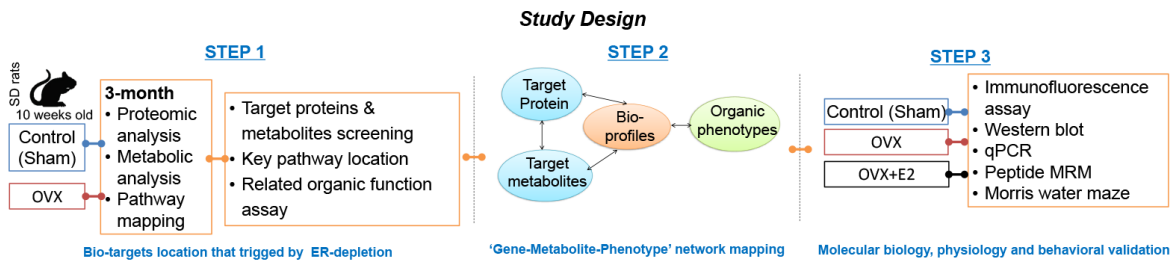 Study Design
STEP 1
SD rats
10 weeks old
Control
(Sham)
OVX
3-month
• Proteomic
analysis
• Metabolic
analysis
• Pathway
mapping
• Target proteins &
metabolites screening
• Key pathway location
• Related organic function
assay
Bio-targets location that trigged by ER-depletion
STEP 2
Target
Protein
Bio-
profiles
Organic
phenotypes
Target
metabolites
‘Gene-Metabolite-Phenotype’ network mapping
STEP 3
Control (Sham)
OVX
OVX+E2
• Immunofluorescence
assay
• Western blot
• qPCR
• Peptide MRM
• Morris water maze
Molecular biology, physiology and behavioral validation